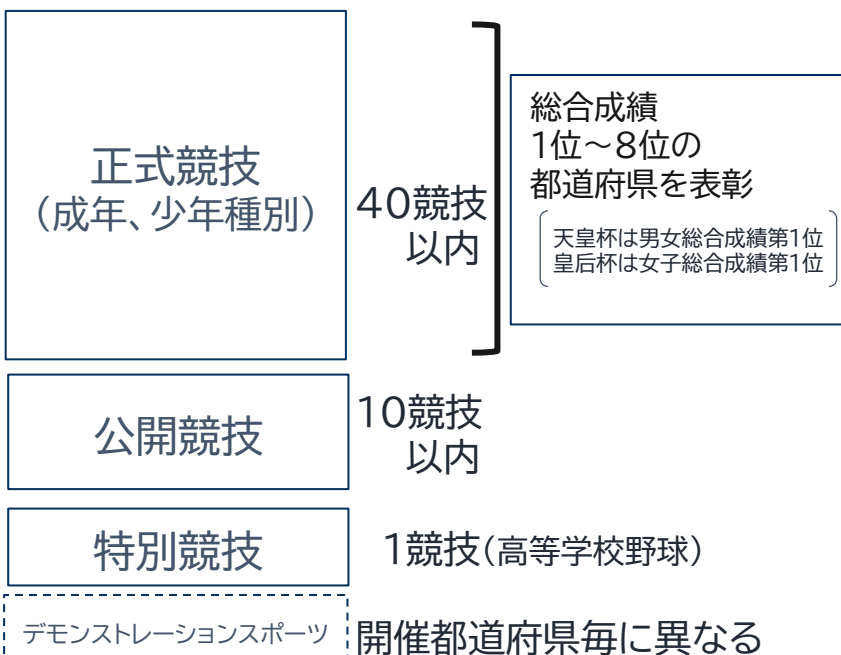 正式競技
（成年、少年種別）
40競技
以内
総合成績
1位～8位の
都道府県を表彰
天皇杯は男女総合成績第1位
皇后杯は女子総合成績第1位
公開競技
10競技
以内
特別競技
1競技（高等学校野球）
デモンストレーションスポーツ
開催都道府県毎に異なる